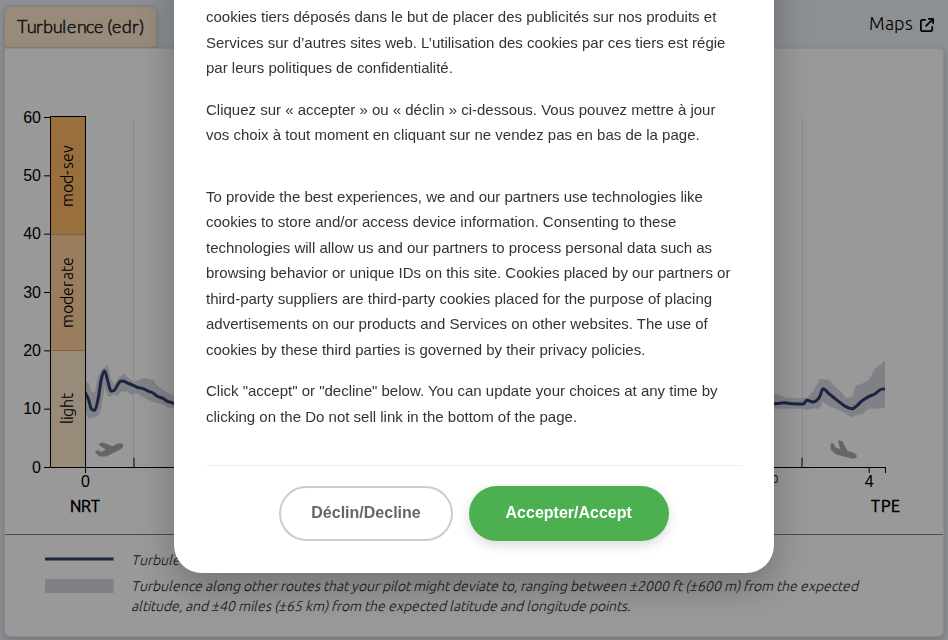 Turbulence (edr)
Maps
cookies tiers déposés dans le but de placer des publicités sur nos produits et
Services sur d’autres sites web. L’utilisation des cookies par ces tiers est régie
par leurs politiques de confidentialité.
Cliquez sur « accepter » ou « déclin » ci-dessous. Vous pouvez mettre à jour
vos choix à tout moment en cliquant sur ne vendez pas en bas de la page.
To provide the best experiences, we and our partners use technologies like
cookies to store and/or access device information. Consenting to these
technologies will allow us and our partners to process personal data such as
browsing behavior or unique IDs on this site. Cookies placed by our partners or
third-party suppliers are third-party cookies placed for the purpose of placing
advertisements on our products and Services on other websites. The use of
cookies by these third parties is governed by their privacy policies.
Click "accept" or "decline" below. You can update your choices at any time by
clicking on the Do not sell link in the bottom of the page.
Déclin/Decline
Accepter/Accept
60
50
40
30
20
10
0
mod-sev
moderate
light
0
4
NRT
TPE
Turbulence along other routes that your pilot might deviate to, ranging between ±2000 ft (±600 m) from the expected
altitude, and ±40 miles (±65 km) from the expected latitude and longitude points.